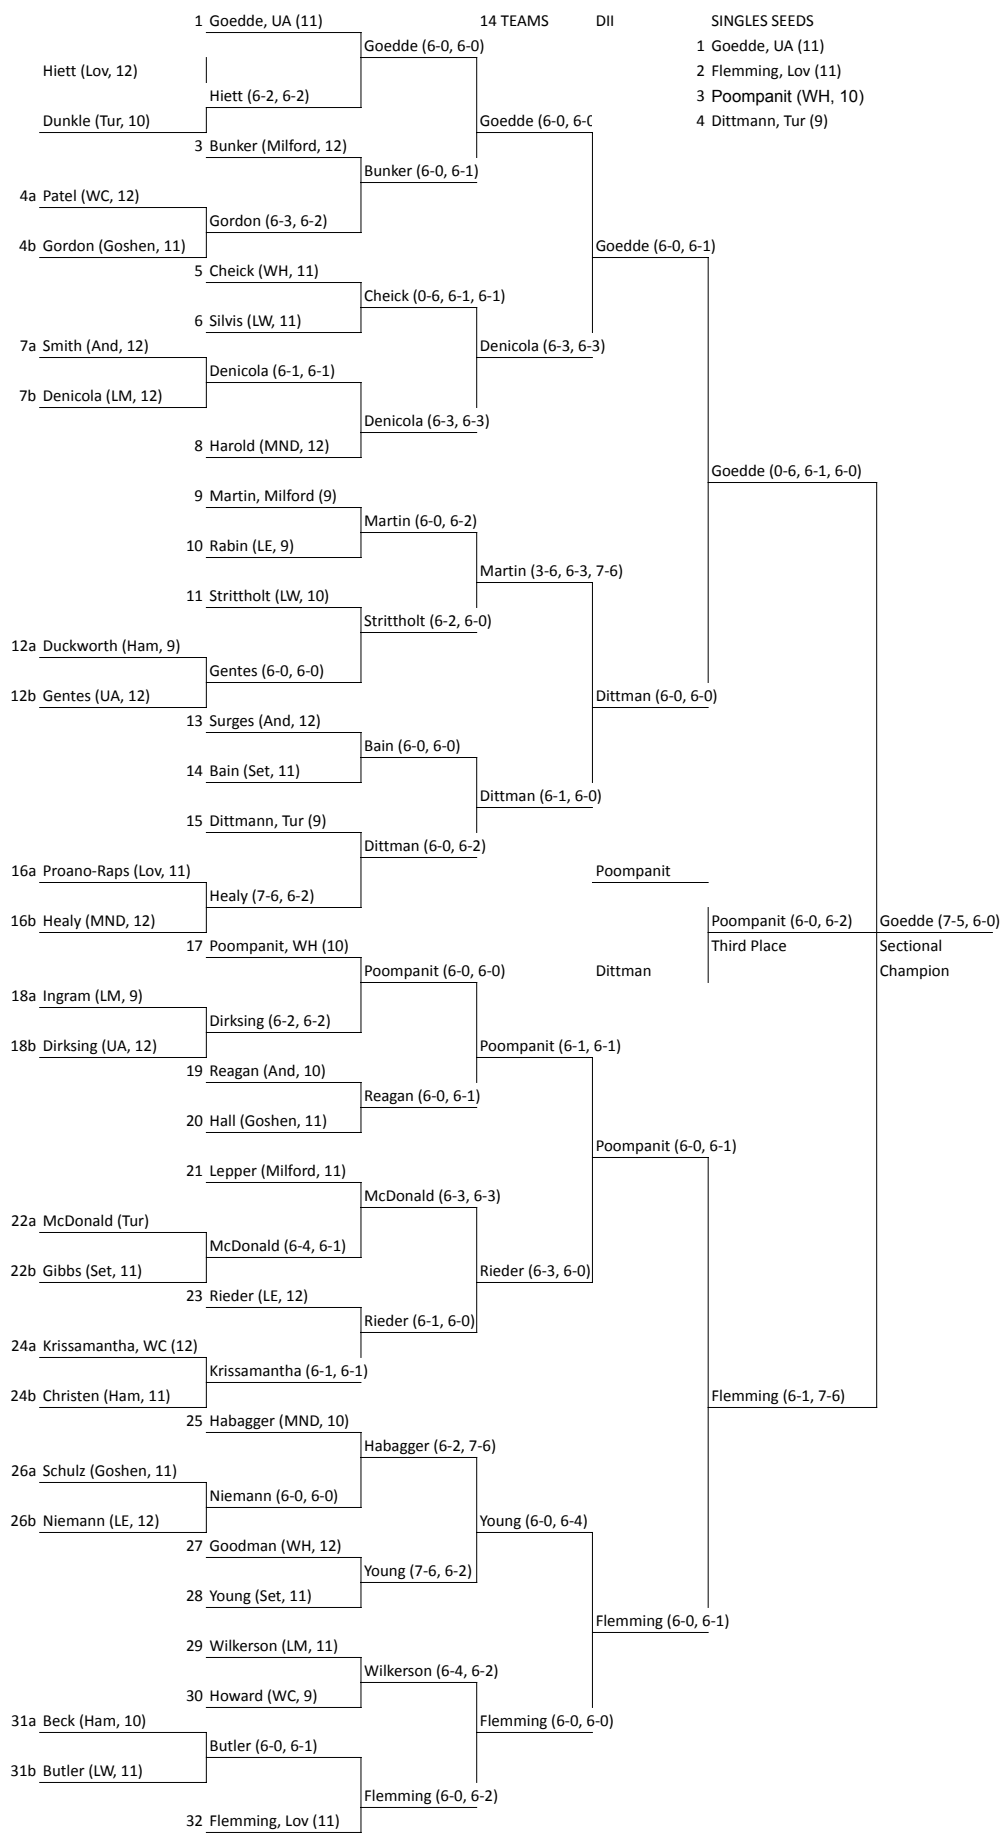 1 Goedde, UA (11) 14 TEAMS DII SINGLES SEEDS
Goedde (6-0, 6-0) 1 Goedde, UA (11)
Hiett (Lov, 12) 2 Flemming, Lov (11)
Hiett (6-2, 6-2) 3 Poompanit (WH, 10)
Dunkle (Tur, 10) Goedde (6-0, 6-0 4 Dittmann, Tur (9)
3 Bunker (Milford, 12)
Bunker (6-0, 6-1)
4a Patel (WC, 12)
Gordon (6-3, 6-2)
4b Gordon (Goshen, 11) Goedde (6-0, 6-1)
5 Cheick (WH, 11)
Cheick (0-6, 6-1, 6-1)
6 Silvis (LW, 11)
7a Smith (And, 12) Denicola (6-3, 6-3)
Denicola (6-1, 6-1)
7b Denicola (LM, 12)
Denicola (6-3, 6-3)
8 Harold (MND, 12)
Goedde (0-6, 6-1, 6-0)
9 Martin, Milford (9)
Martin (6-0, 6-2)
10 Rabin (LE, 9)
Martin (3-6, 6-3, 7-6)
11 Strittholt (LW, 10)
Strittholt (6-2, 6-0)
12a Duckworth (Ham, 9)
Gentes (6-0, 6-0)
12b Gentes (UA, 12) Dittman (6-0, 6-0)
13 Surges (And, 12)
Bain (6-0, 6-0)
14 Bain (Set, 11)
Dittman (6-1, 6-0)
15 Dittmann, Tur (9)
Dittman (6-0, 6-2)
16a Proano-Raps (Lov, 11) Poompanit
Healy (7-6, 6-2)
16b Healy (MND, 12) Poompanit (6-0, 6-2) Goedde (7-5, 6-0)
17 Poompanit, WH (10) Third Place Sectional
Poompanit (6-0, 6-0) Dittman Champion
18a Ingram (LM, 9)
Dirksing (6-2, 6-2)
18b Dirksing (UA, 12) Poompanit (6-1, 6-1)
19 Reagan (And, 10)
Reagan (6-0, 6-1)
20 Hall (Goshen, 11)
Poompanit (6-0, 6-1)
21 Lepper (Milford, 11)
McDonald (6-3, 6-3)
22a McDonald (Tur)
McDonald (6-4, 6-1)
22b Gibbs (Set, 11) Rieder (6-3, 6-0)
23 Rieder (LE, 12)
Rieder (6-1, 6-0)
24a Krissamantha, WC (12)
Krissamantha (6-1, 6-1)
24b Christen (Ham, 11) Flemming (6-1, 7-6)
25 Habagger (MND, 10)
Habagger (6-2, 7-6)
26a Schulz (Goshen, 11)
Niemann (6-0, 6-0)
26b Niemann (LE, 12) Young (6-0, 6-4)
27 Goodman (WH, 12)
Young (7-6, 6-2)
28 Young (Set, 11)
Flemming (6-0, 6-1)
29 Wilkerson (LM, 11)
Wilkerson (6-4, 6-2)
30 Howard (WC, 9)
31a Beck (Ham, 10) Flemming (6-0, 6-0)
Butler (6-0, 6-1)
31b Butler (LW, 11)
Flemming (6-0, 6-2)
32 Flemming, Lov (11)